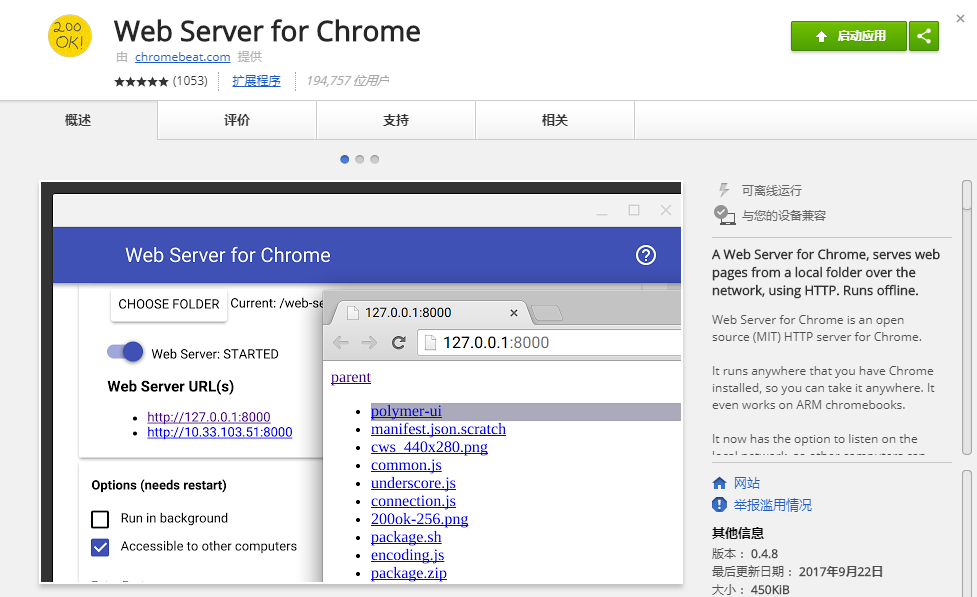 200 OK!
Web Server for Chrome
由 chromebeat.com 提供
★★★★★ (1053) 扩展程序 194,757 位用户
启动应用
概述 评价 支持 相关
Web Server for Chrome
CHOOSE FOLDER Current: /web-se
Web Server: STARTED
Web Server URL(s)
http://127.0.0.1:8000
http://10.33.103.51:8000
Options (needs restart)
Run in background
Accessible to other computers
127.0.0.1:8000
127.0.0.1:8000
parent
polymer-ui
manifest.json.scratch
cws_440x280.png
common.js
underscore.js
connection.js
200ok-256.png
package.sh
encoding.js
package.zip
可离线运行
与您的设备兼容
A Web Server for Chrome, serves web
pages from a local folder over the
network, using HTTP. Runs offline.
Web Server for Chrome is an open
source (MIT) HTTP server for Chrome.
It runs anywhere that you have Chrome
installed, so you can take it anywhere. It
even works on ARM chromebooks.
It now has the option to listen on the
local network, so other computers can
网站
举报滥用情况
其他信息
版本： 0.4.8
最后更新日期： 2017年9月22日
大小： 450KiB